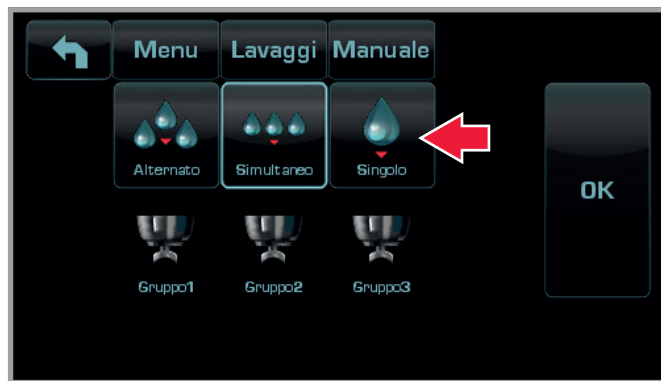 Menu Lavaggi Manuale
Alternato Simultaneo Singolo
OK
Gruppo1 Gruppo2 Gruppo3